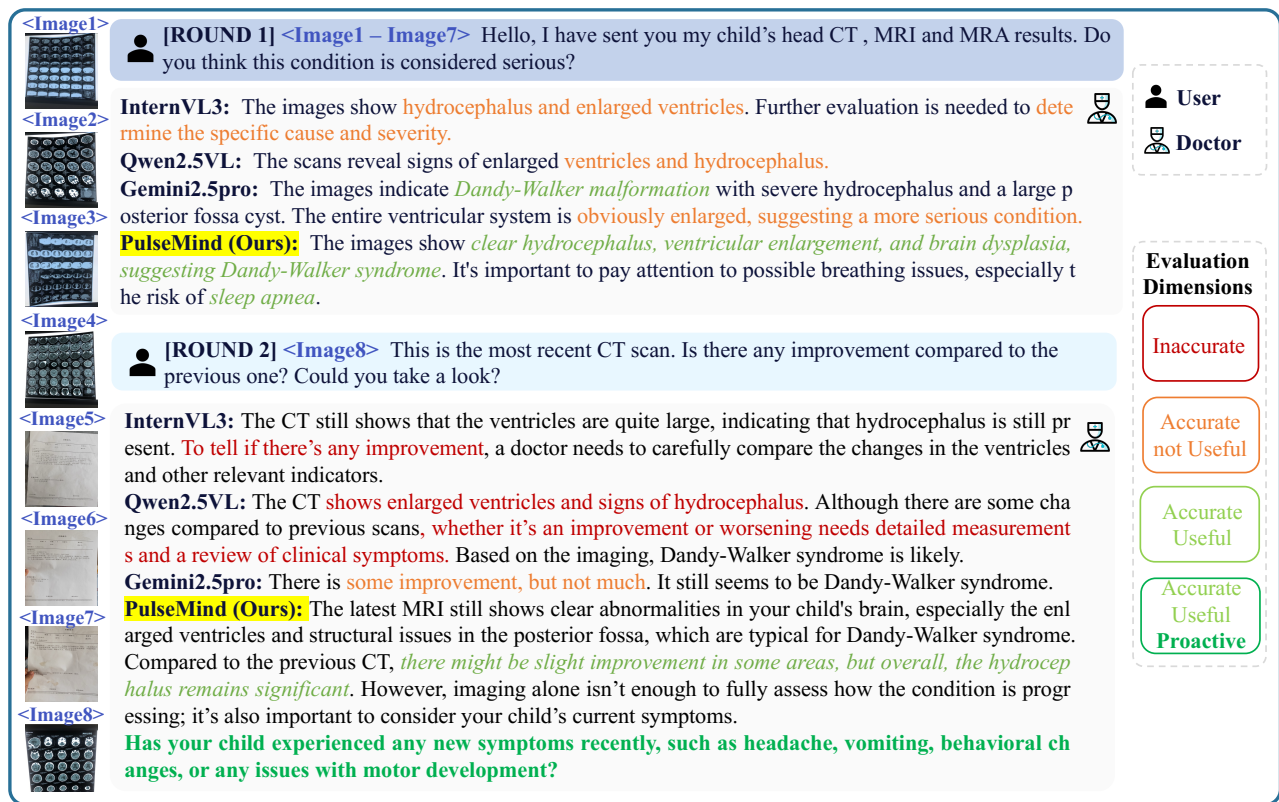 <Image1>
<Image2>
<Image3>
<Image4>
<Image5>
<Image6>
<Image7>
<Image8>
[ROUND 1] <Image1 – Image7> Hello, I have sent you my child's head CT , MRI and MRA results. Do
you think this condition is considered serious?
InternVL3: The images show hydrocephalus and enlarged ventricles. Further evaluation is needed to dete
rmine the specific cause and severity.
Qwen2.5VL: The scans reveal signs of enlarged ventricles and hydrocephalus.
Gemini2.5pro: The images indicate Dandy-Walker malformation with severe hydrocephalus and a large p
osterior fossa cyst. The entire ventricular system is obviously enlarged, suggesting a more serious condition.
PulseMind (Ours): The images show clear hydrocephalus, ventricular enlargement, and brain dysplasia,
suggesting Dandy-Walker syndrome. It's important to pay attention to possible breathing issues, especially t
he risk of sleep apnea.
[ROUND 2] <Image8> This is the most recent CT scan. Is there any improvement compared to the
previous one? Could you take a look?
InternVL3: The CT still shows that the ventricles are quite large, indicating that hydrocephalus is still pr
esent. To tell if there's any improvement, a doctor needs to carefully compare the changes in the ventricles
and other relevant indicators.
Qwen2.5VL: The CT shows enlarged ventricles and signs of hydrocephalus. Although there are some cha
nges compared to previous scans, whether it's an improvement or worsening needs detailed measurement
s and a review of clinical symptoms. Based on the imaging, Dandy-Walker syndrome is likely.
Gemini2.5pro: There is some improvement, but not much. It still seems to be Dandy-Walker syndrome.
PulseMind (Ours): The latest MRI still shows clear abnormalities in your child's brain, especially the enl
arged ventricles and structural issues in the posterior fossa, which are typical for Dandy-Walker syndrome.
Compared to the previous CT, there might be slight improvement in some areas, but overall, the hydrocep
halus remains significant. However, imaging alone isn't enough to fully assess how the condition is progr
essing; it's also important to consider your child's current symptoms.
Has your child experienced any new symptoms recently, such as headache, vomiting, behavioral ch
anges, or any issues with motor development?
User
Doctor
Evaluation
Dimensions
Inaccurate
Accurate
not Useful
Accurate
Useful
Accurate
Useful
Proactive